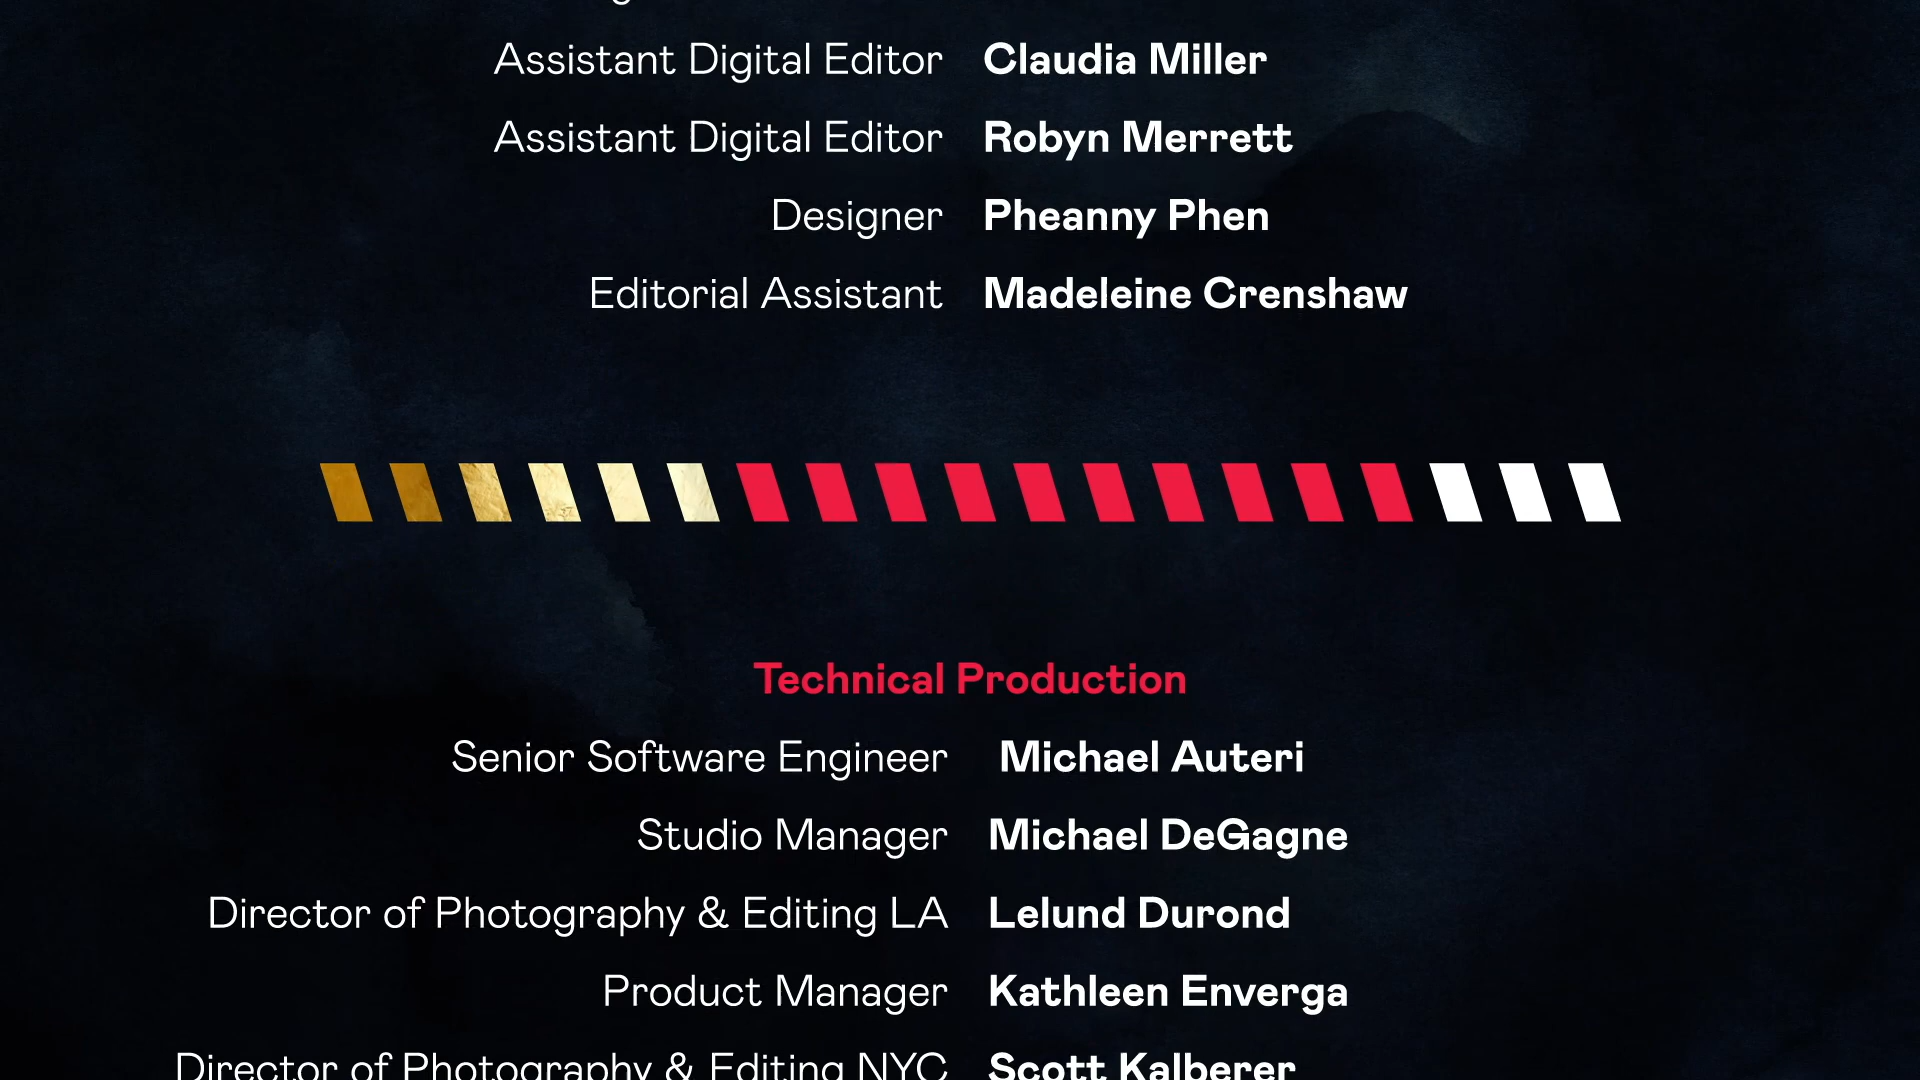 Assistant Digital Editor Claudia Miller
Assistant Digital Editor Robyn Merrett
Designer Pheanny Phen
Editorial Assistant Madeleine Crenshaw
Technical Production
Senior Software Engineer Michael Auteri
Studio Manager Michael DeGagne
Director of Photography & Editing LA Lelund Durond
Product Manager Kathleen Enverga
Director of Photography & Editing NYC Scott Kalberer